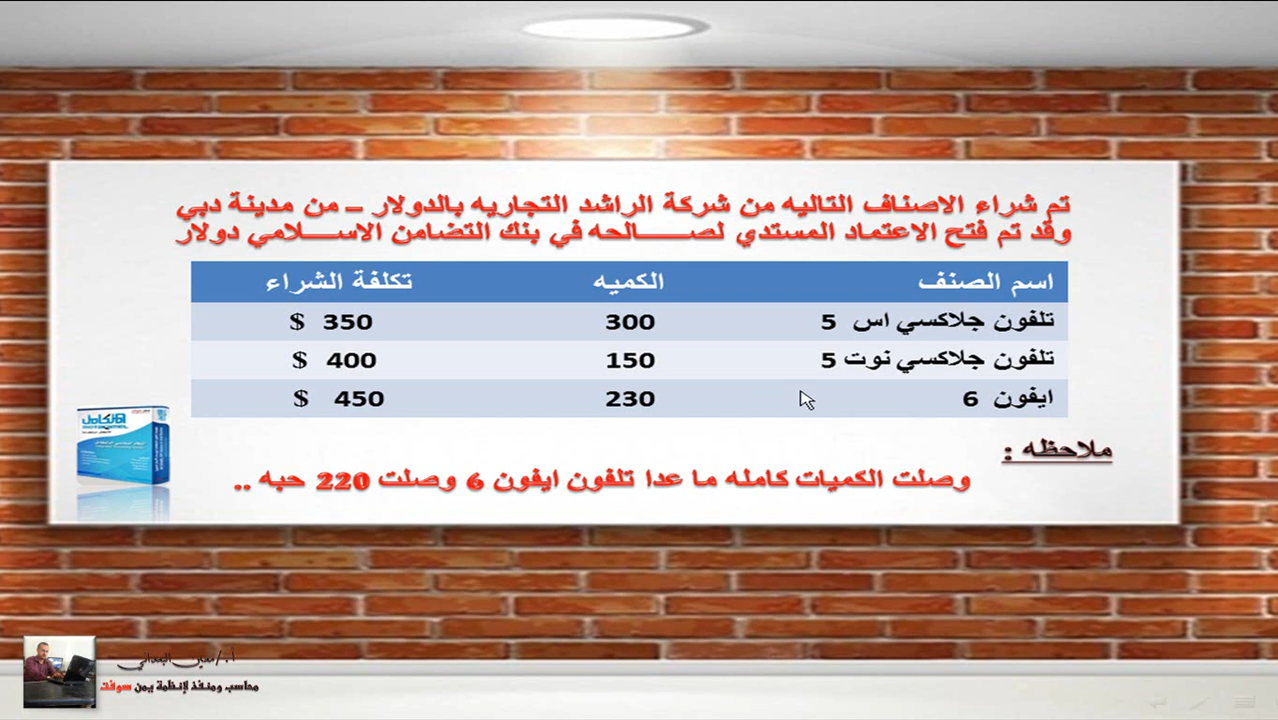 تم شراء الاصناف التاليه من شركة الراشد التجاريه بالدولار – من مدينة دبي
وقد تم فتح الاعتماد المستدي لصـــالحه في بنك التضامن الاســـلامي دولار
اسم الصنف الكميه تكلفة الشراء
تلفون جلاكسي اس 5 300 350 $
تلفون جلاكسي نوت 5 150 400 $
ايفون 6 230 450 $
ملاحظه :
وصلت الكميات كامله ما عدا تلفون ايفون 6 وصلت 220 حبه ..
المتكامل
محاسب ومنفذ لإنظمة يمن سوفت